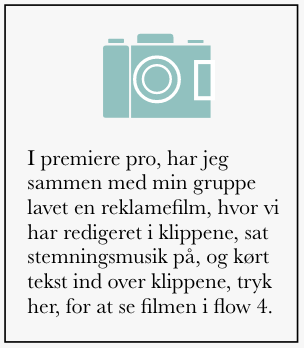 I premiere pro, har jeg
sammen med min gruppe
lavet en reklamefilm, hvor vi
har redigeret i klippene, sat
stemningsmusik på, og kørt
tekst ind over klippene, tryk
her, for at se filmen i flow 4.